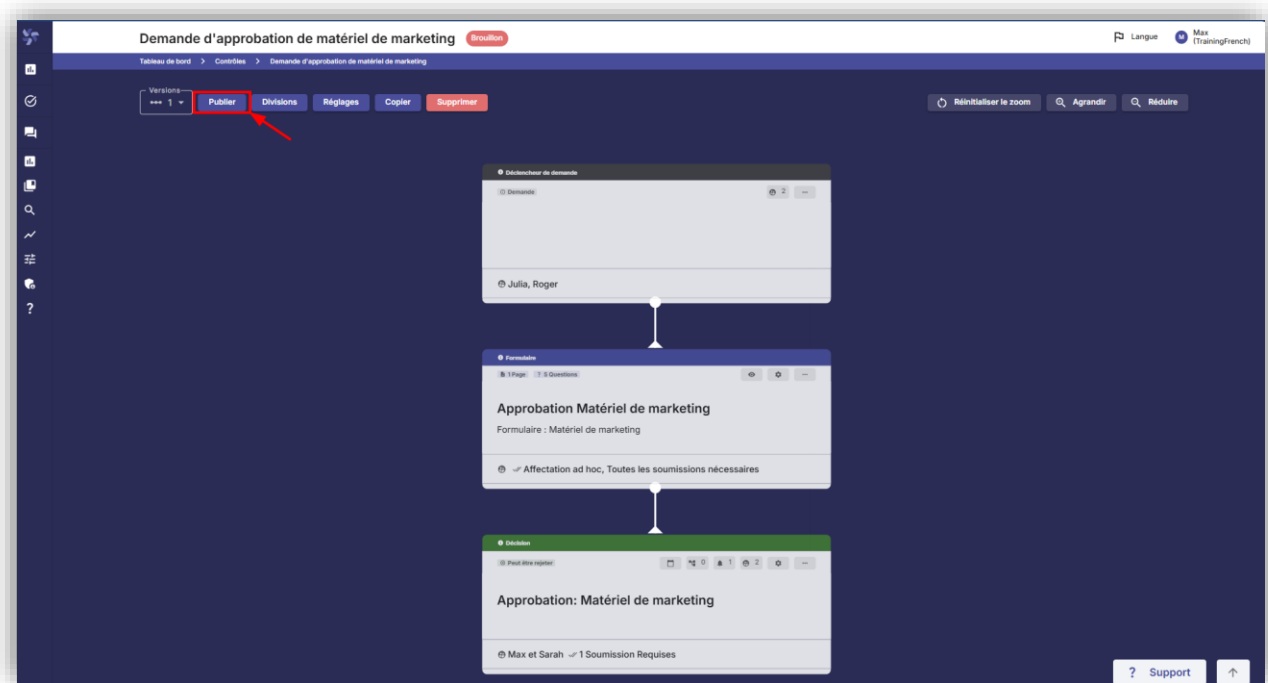 Demande d'approbation de matériel de marketing Brouillon
Langue
M Max
(TrainingFrench)
Tableau de bord > Contrôles > Demande d'approbation de matériel de marketing
Versions
••• 1
Publier
Divisions
Réglages
Copier
Supprimer
Réinitialiser le zoom
Agrandir
Réduire
Déclencheur de demande
Demande
2
Julia, Roger
Formulaire
1 Page
? 5 Questions
Approbation Matériel de marketing
Formulaire : Matériel de marketing
Affectation ad hoc, Toutes les soumissions nécessaires
Décision
Peut être rejeter
0
1
2
Approbation: Matériel de marketing
Max et Sarah 1 Soumission Requises
?
? Support